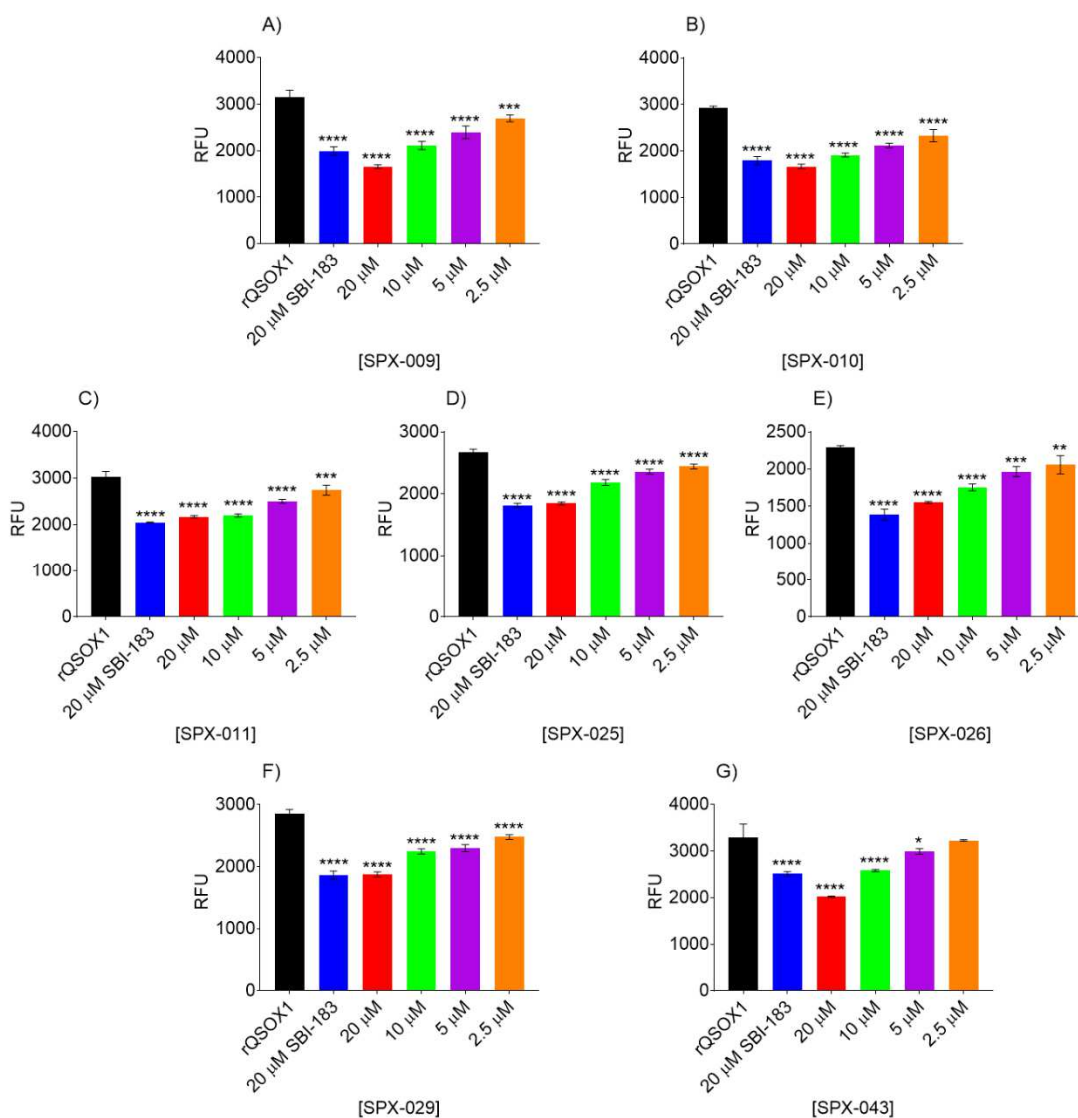 A)
4000
3000
2000
1000
0
RFU
****
****
****
****
***
rQSOX1
20 μM SBI-183
20 μM
10 μM
5 μM
2.5 μM
[SPX-009]
B)
4000
3000
2000
1000
0
RFU
****
****
****
****
****
rQSOX1
20 μM SBI-183
20 μM
10 μM
5 μM
2.5 μM
[SPX-010]
C)
4000
3000
2000
1000
0
RFU
****
****
****
****
***
rQSOX1
20 μM SBI-183
20 μM
10 μM
5 μM
2.5 μM
[SPX-011]
D)
3000
2000
1000
0
RFU
****
****
****
****
****
rQSOX1
20 μM SBI-183
20 μM
10 μM
5 μM
2.5 μM
[SPX-025]
E)
2500
2000
1500
1000
500
0
RFU
****
****
****
***
**
rQSOX1
20 μM SBI-183
20 μM
10 μM
5 μM
2.5 μM
[SPX-026]
F)
3000
2000
1000
0
RFU
****
****
****
****
****
rQSOX1
20 μM SBI-183
20 μM
10 μM
5 μM
2.5 μM
[SPX-029]
G)
4000
3000
2000
1000
0
RFU
****
****
****
*
rQSOX1
20 μM SBI-183
20 μM
10 μM
5 μM
2.5 μM
[SPX-043]